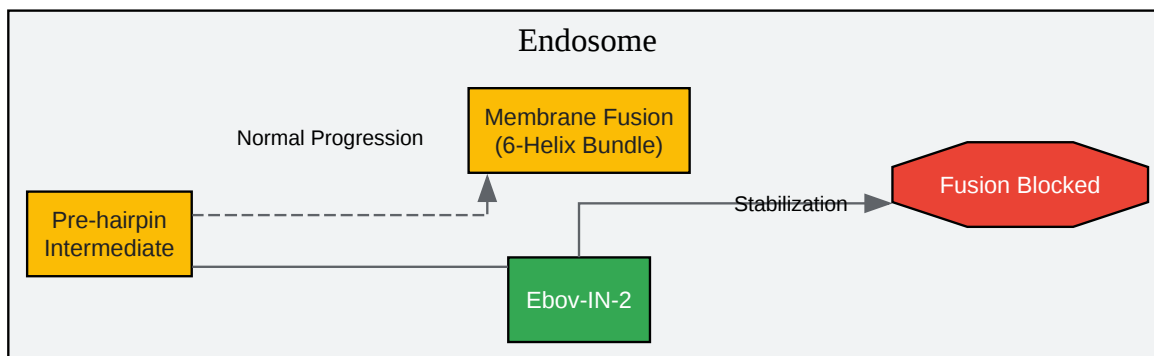 Endosome
Membrane Fusion
(6-Helix Bundle)
Normal Progression
Fusion Blocked
Stabilization
Pre-hairpin
Intermediate
Ebov-IN-2